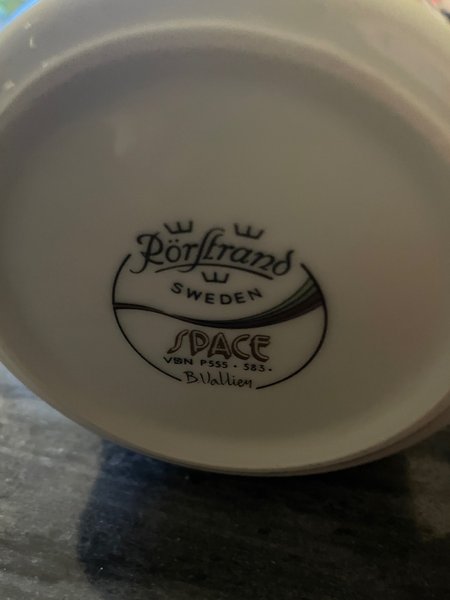 Rörstrand
SWEDEN
SPACE
VBN P555 · 583 ·
B Vallien